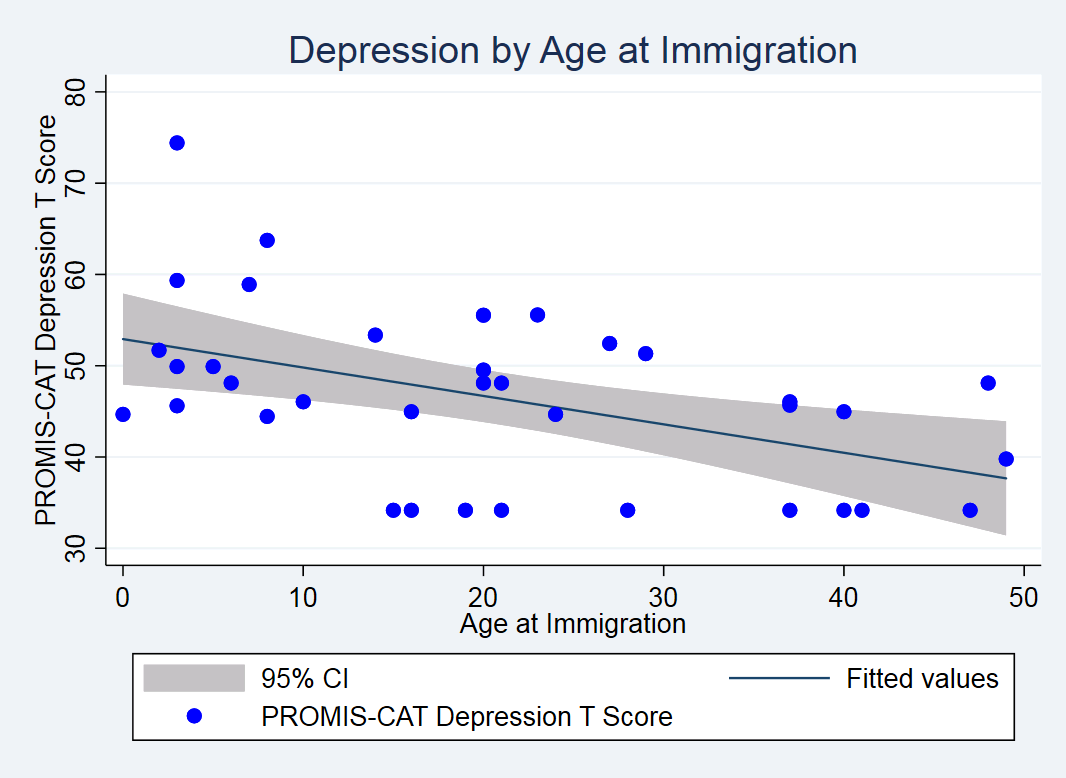 Depression by Age at Immigration
PROMIS-CAT Depression T Score
80
70
60
50
40
30
0 10 20 30 40 50
Age at Immigration
95% CI Fitted values
PROMIS-CAT Depression T Score